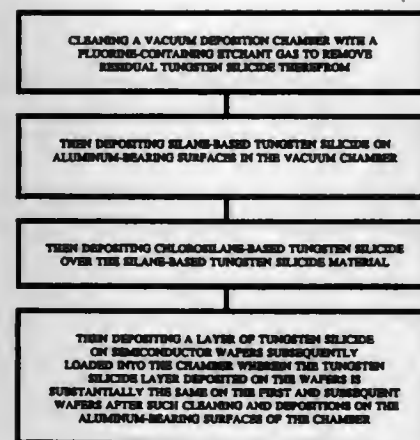 CLEANING A VACUUM DEPOSITION CHAMBER WITH A
FLUORINE-CONTAINING ETCHANT GAS TO REMOVE
RESIDUAL TUNGSTEN SILICIDE THEREFROM
THEN DEPOSITING SILANE-BASED TUNGSTEN SILICIDE ON
ALUMINUM-BEARING SURFACES IN THE VACUUM CHAMBER
THEN DEPOSITING CHLOROSILANE-BASED TUNGSTEN SILICIDE
OVER THE SILANE-BASED TUNGSTEN SILICIDE MATERIAL
THEN DEPOSITING A LAYER OF TUNGSTEN SILICIDE
ON SEMICONDUCTOR WAFERS SUBSEQUENTLY
LOADED INTO THE CHAMBER WHEREIN THE TUNGSTEN
SILICIDE LAYER DEPOSITED ON THE WAFERS IS
SUBSTANTIALLY THE SAME ON THE FIRST AND SUBSEQUENT
WAFERS AFTER SUCH CLEANING AND DEPOSITIONS ON THE
ALUMINUM-BEARING SURFACES OF THE CHAMBER